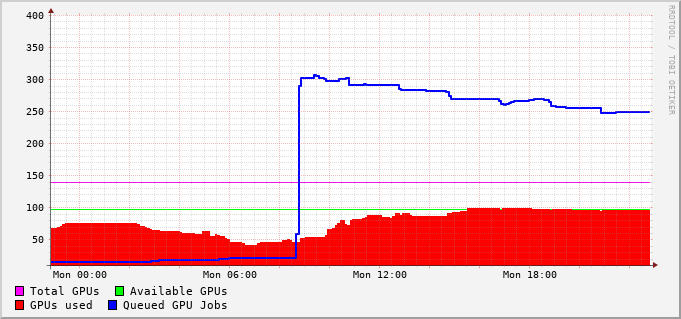 400
350
300
250
200
150
100
50
Mon 00:00 Mon 06:00 Mon 12:00 Mon 18:00
Total GPUs Available GPUs
GPUs used Queued GPU Jobs
RRDTOOL / TOBI OETIKER